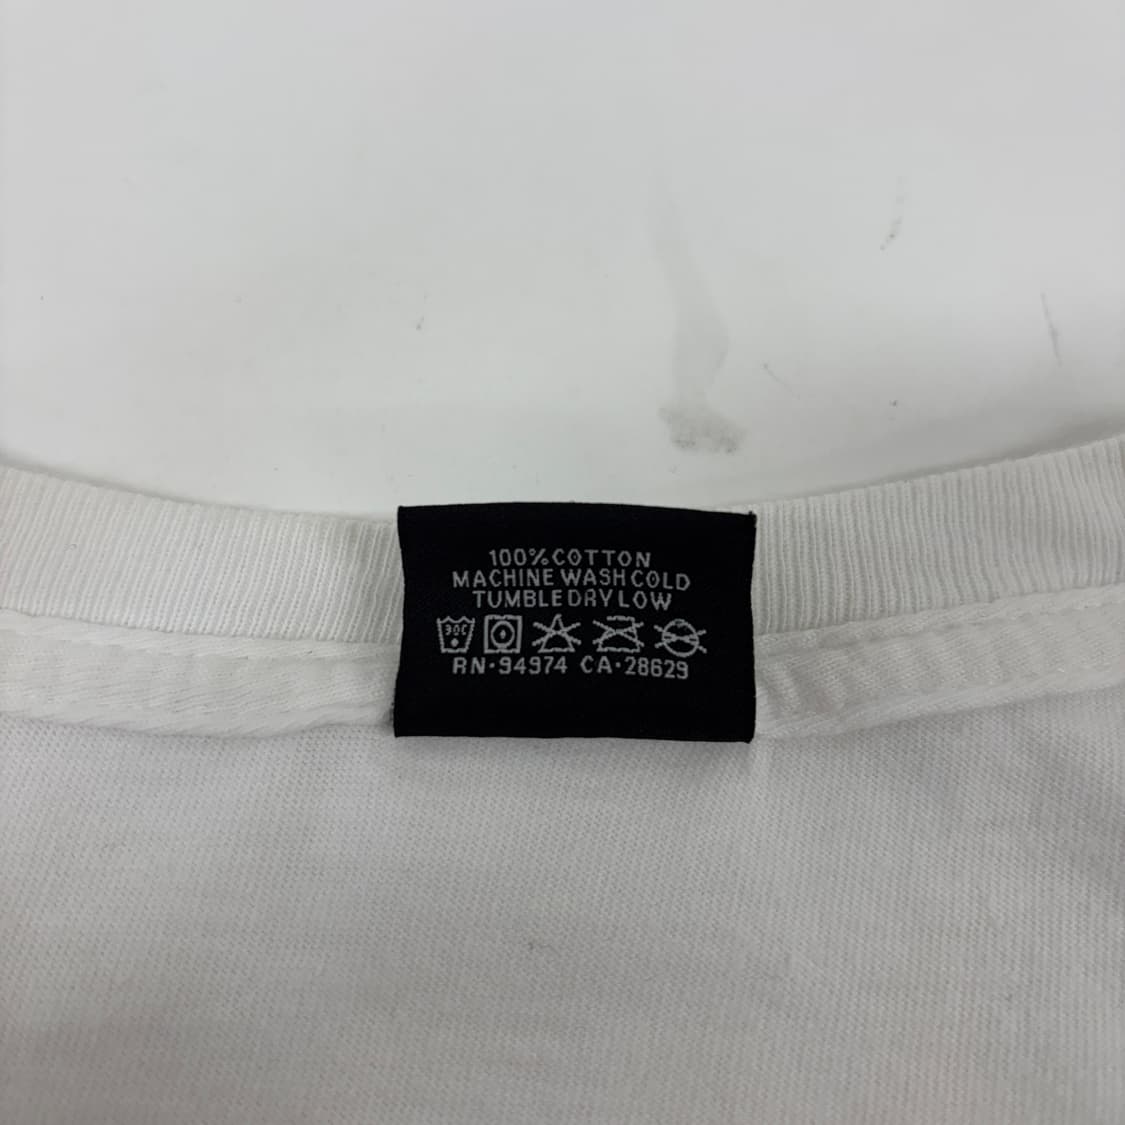 100% COTTON
MACHINE WASH COLD
TUMBLE DRY LOW
30C
RN·94974 CA·28629